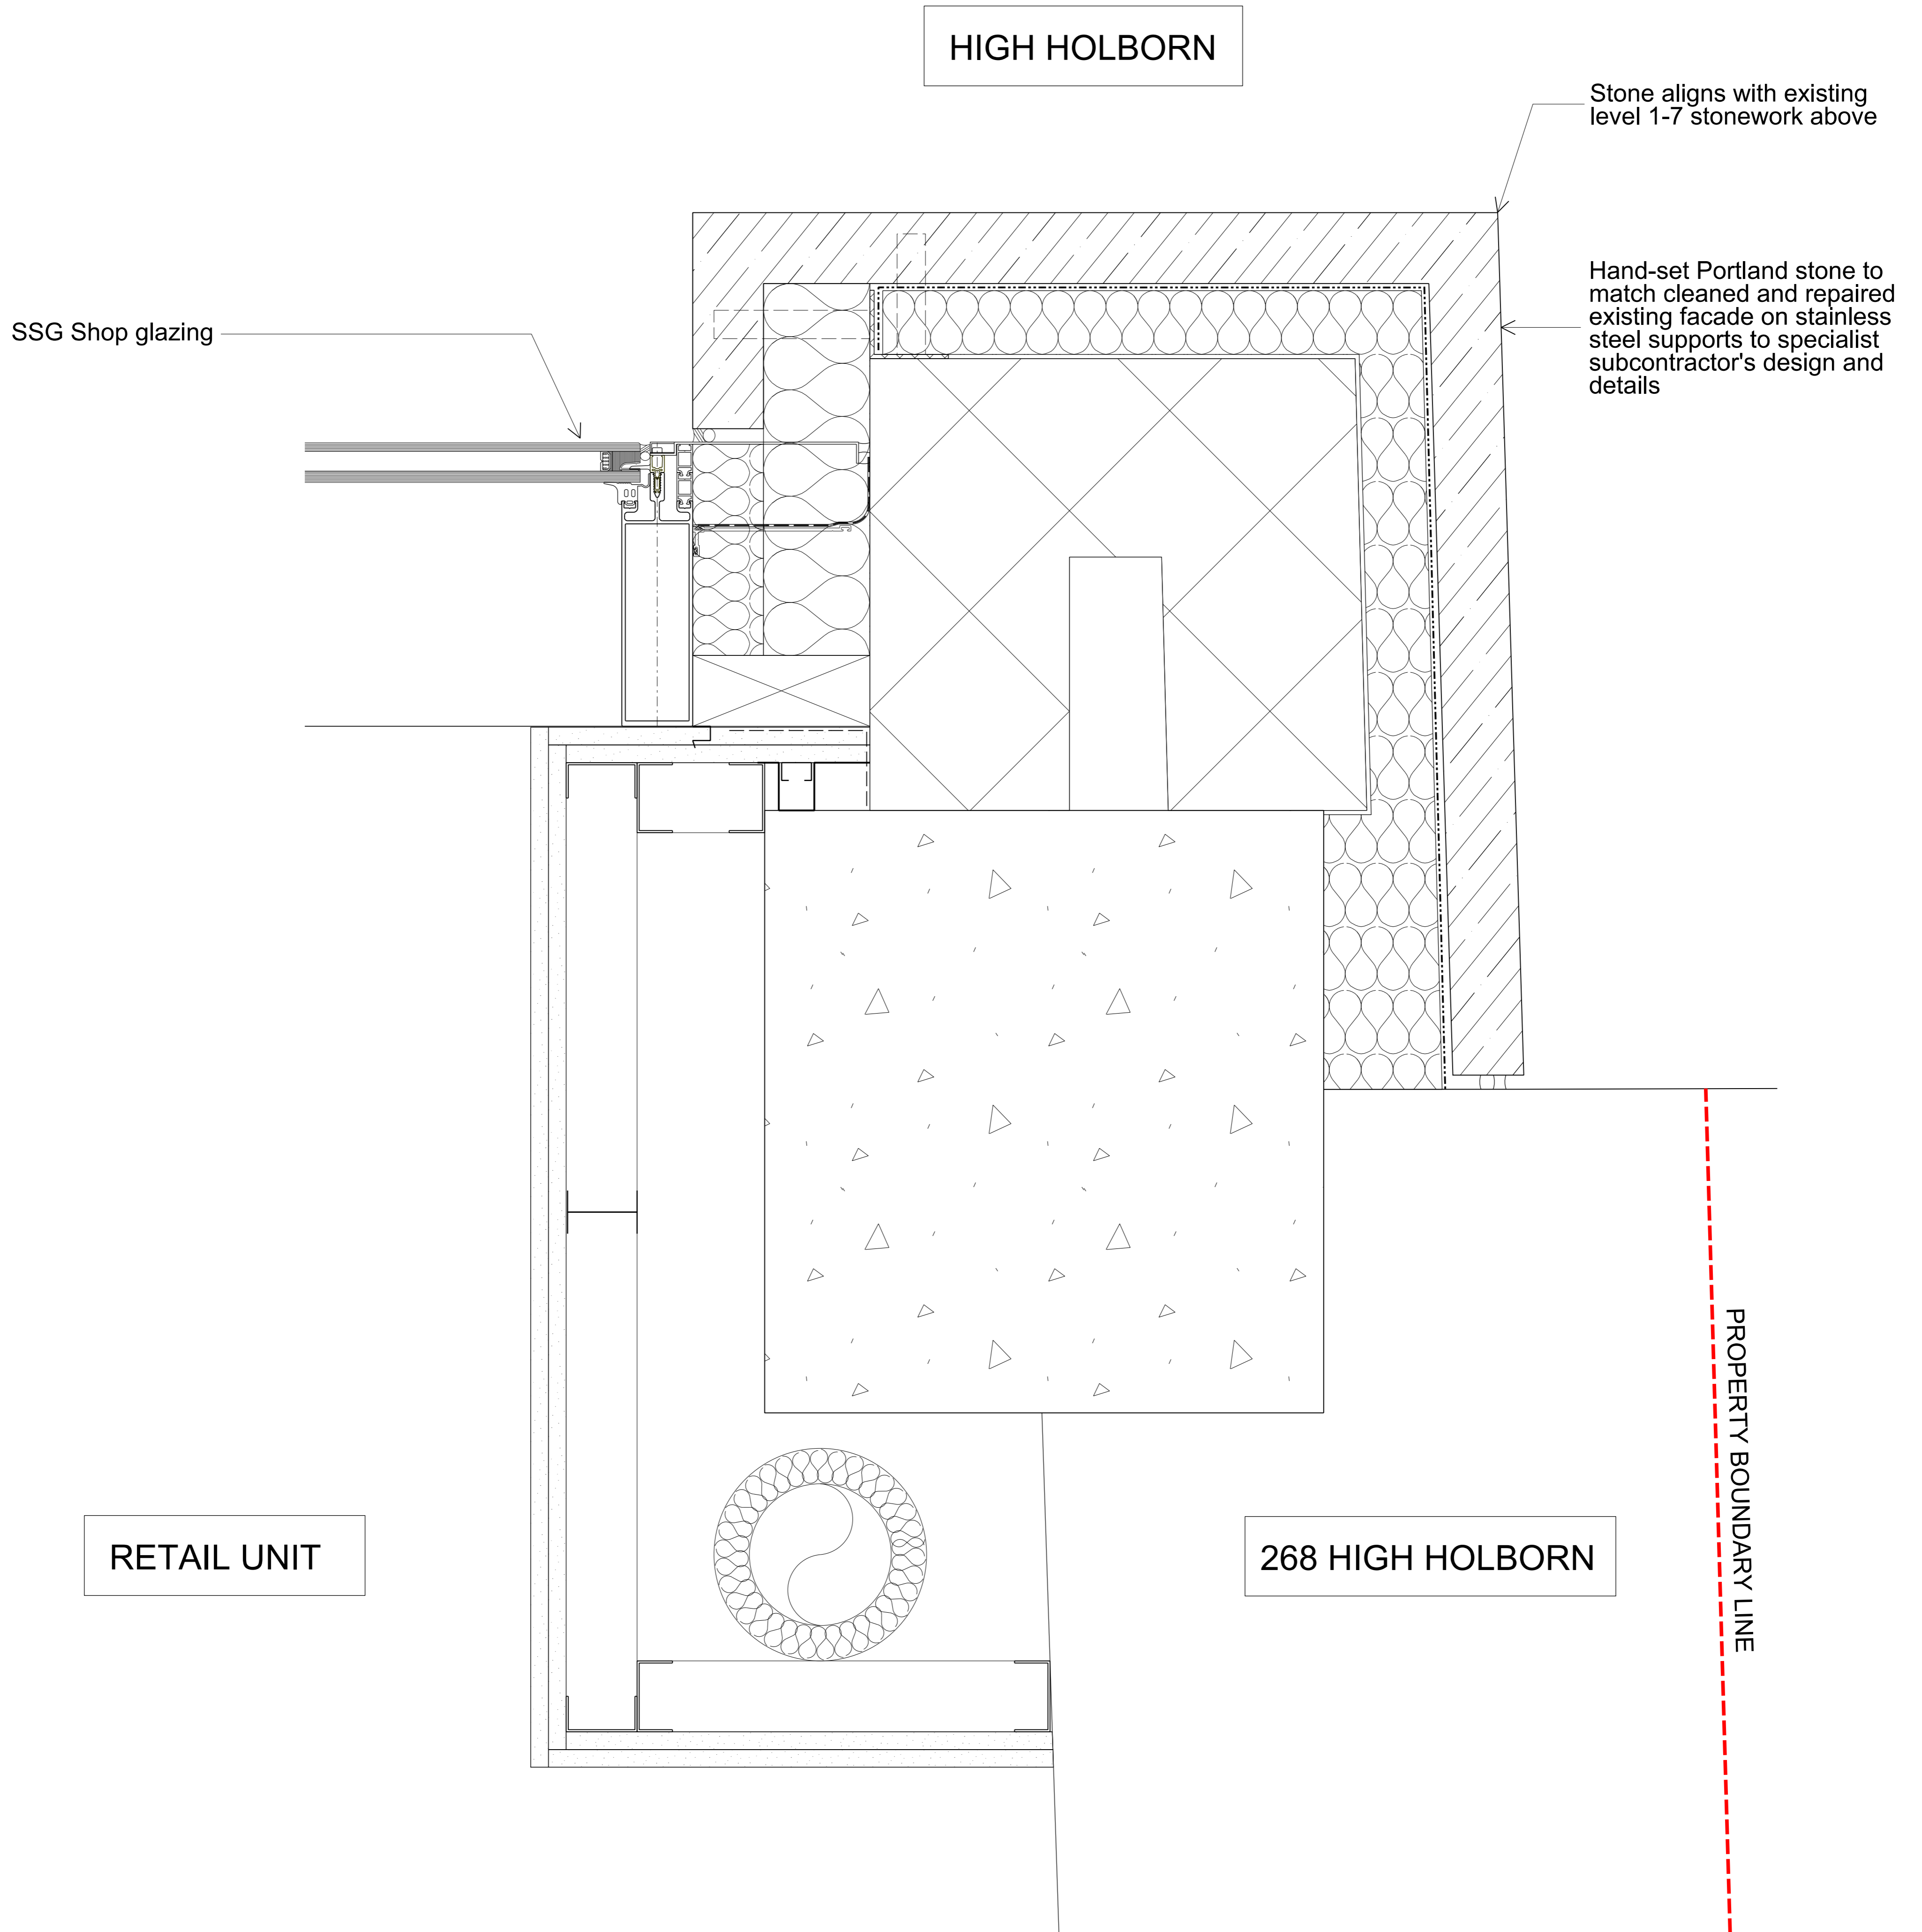 HIGH HOLBORN
Stone aligns with existing
level 1-7 stonework above
Hand-set Portland stone to
match cleaned and repaired
existing facade on stainless
steel supports to specialist
subcontractor's design and
details
SSG Shop glazing
PROPERTY BOUNDARY LINE
RETAIL UNIT
268 HIGH HOLBORN